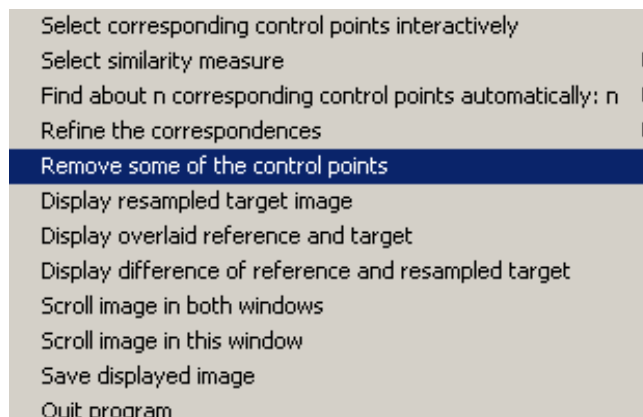 Select corresponding control points interactively
Select similarity measure
Find about n corresponding control points automatically: n
Refine the correspondences
Remove some of the control points
Display resampled target image
Display overlaid reference and target
Display difference of reference and resampled target
Scroll image in both windows
Scroll image in this window
Save displayed image
Quit program